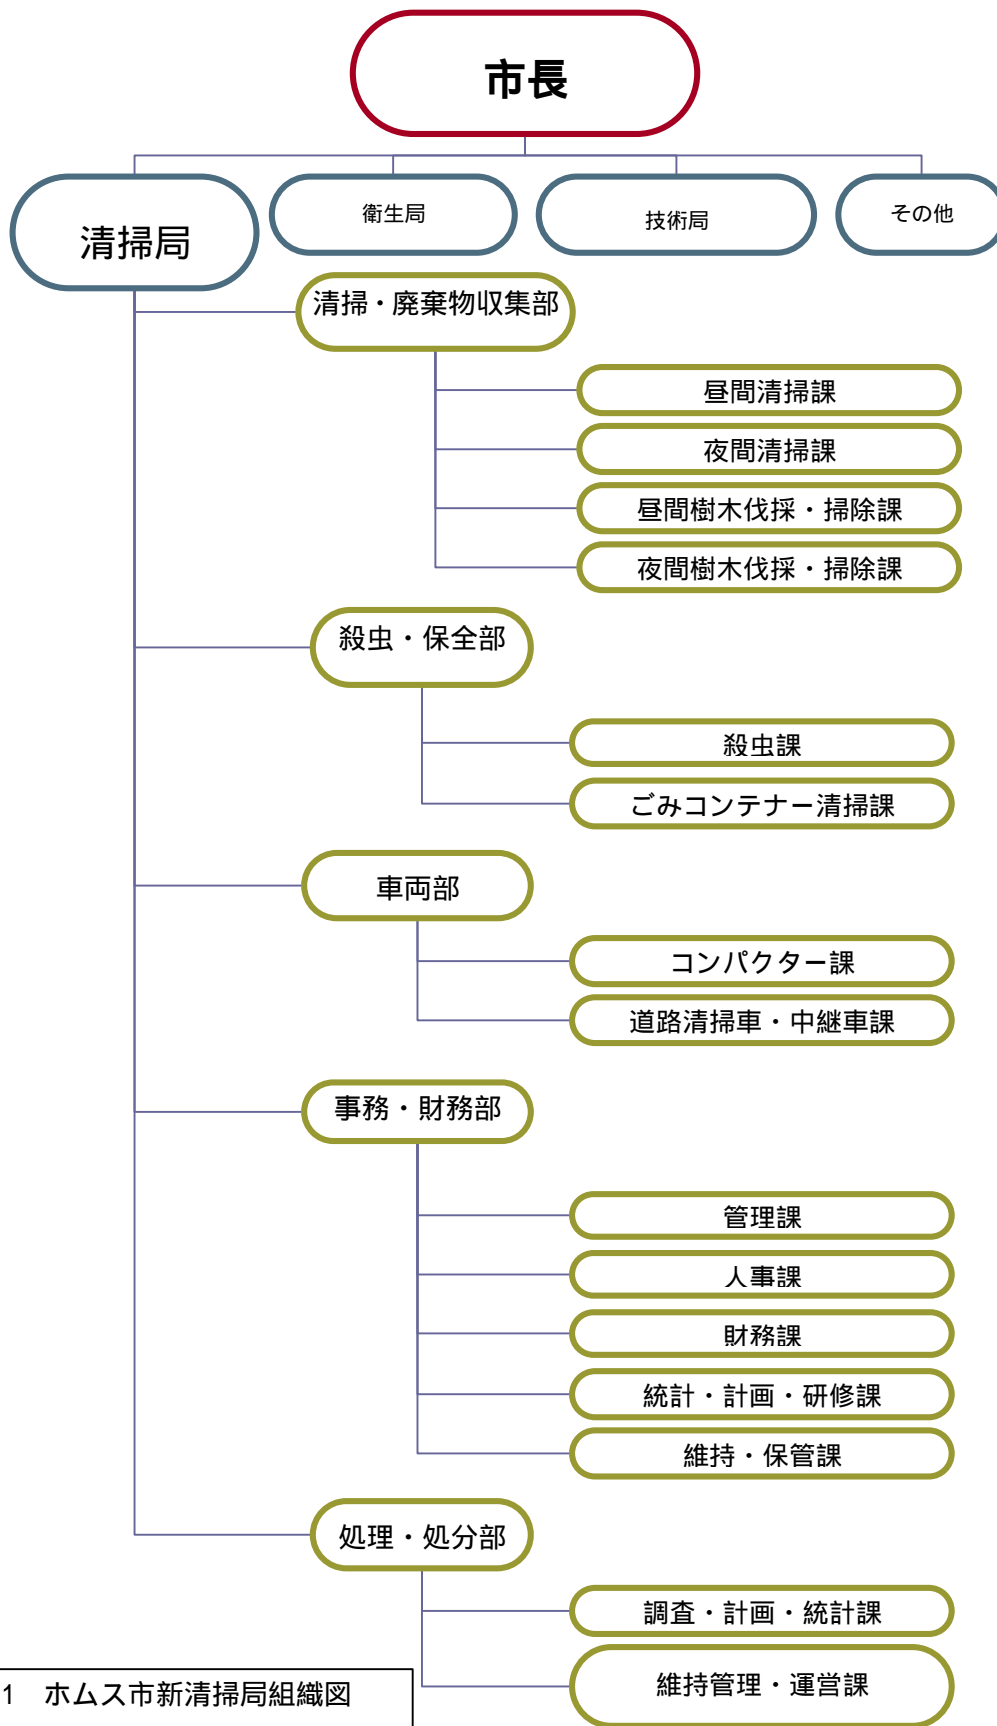 市長
清掃局
衛生局
技術局
その他
清掃・廃棄物収集部
昼間清掃課
夜間清掃課
昼間樹木伐採・掃除課
夜間樹木伐採・掃除課
殺虫・保全部
殺虫課
ごみコンテナー清掃課
車両部
コンパクター課
道路清掃車・中継車課
事務・財務部
管理課
人事課
財務課
統計・計画・研修課
維持・保管課
処理・処分部
調査・計画・統計課
維持管理・運営課
1 ホムス市新清掃局組織図